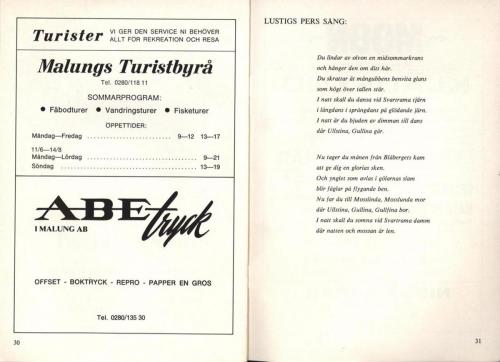 Turister
VI GER DEN SERVICE NI BEHÖVER
ALLT FÖR REKREATION OCH RESA
Malungs Turistbyrå
Tel. 0280/118 11
SOMMARPROGRAM:
● Fäbodturer ● Vandringsturer ● Fisketurer
ÖPPETTIDER:
Måndag—Fredag .......................... 9—12 13—17
11/6—14/8
Måndag—Lördag .......................... 9—21
Söndag .......................... 13—19
ABE tryck
I MALUNG AB
OFFSET - BOKTRYCK - REPRO - PAPPER EN GROS
Tel. 0280/135 30
30
LUSTIGS PERS SÅNG:
Du lindar av olvon en midsommarkrans
och hänger den om ditt hår.
Du skrattar åt mångubbens benvita glans
som högt över tallen står.
I natt skall du dansa vid Svartrama tjärn
i långdans i språngdans på glödande järn.
I natt är du bjuden av dimman till dans
där Ullstina, Gullina går.
Nu tager du månen från Blåbergets kam
att ge dig en glorias sken.
Och ynglet som avlas i gölarnas slam
blir fåglar på flygande ben.
Nu far du till Mosslinda, Mosslunda mor
där Ullstina, Gullina, Gullfina bor.
I natt skall du somna vid Svartrama damm
där natten och mossan är len.
31